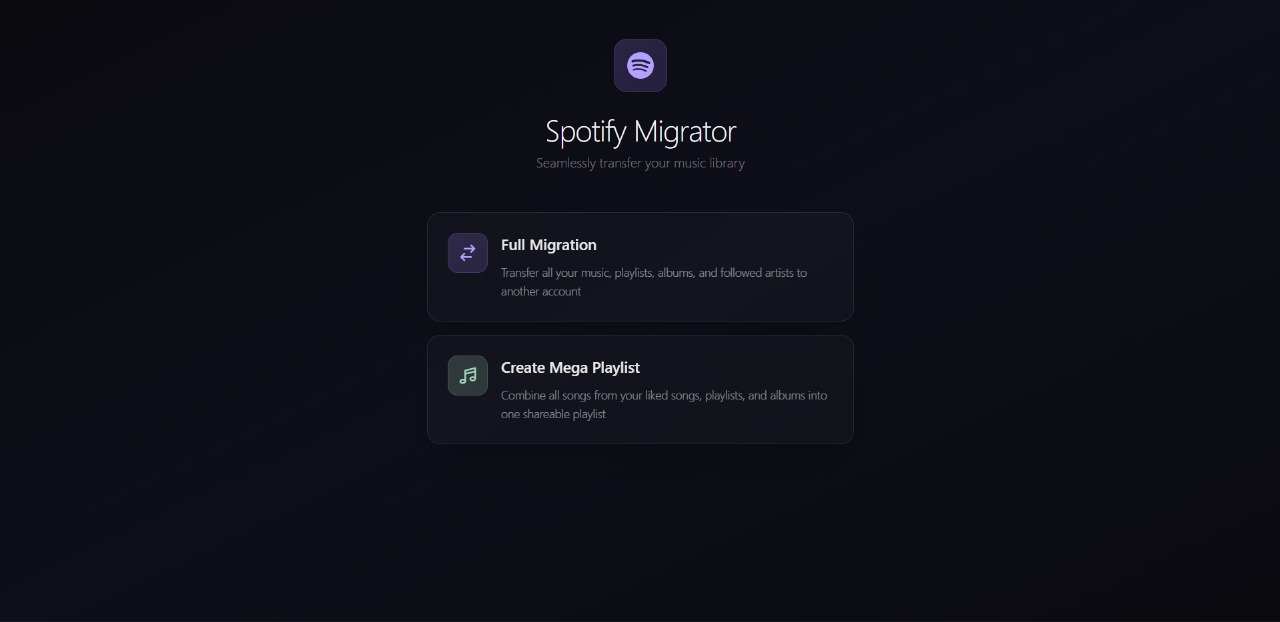 Spotify Migrator
Seamlessly transfer your music library
Full Migration
Transfer all your music, playlists, albums, and followed artists to
another account
Create Mega Playlist
Combine all songs from your liked songs, playlists, and albums into
one shareable playlist